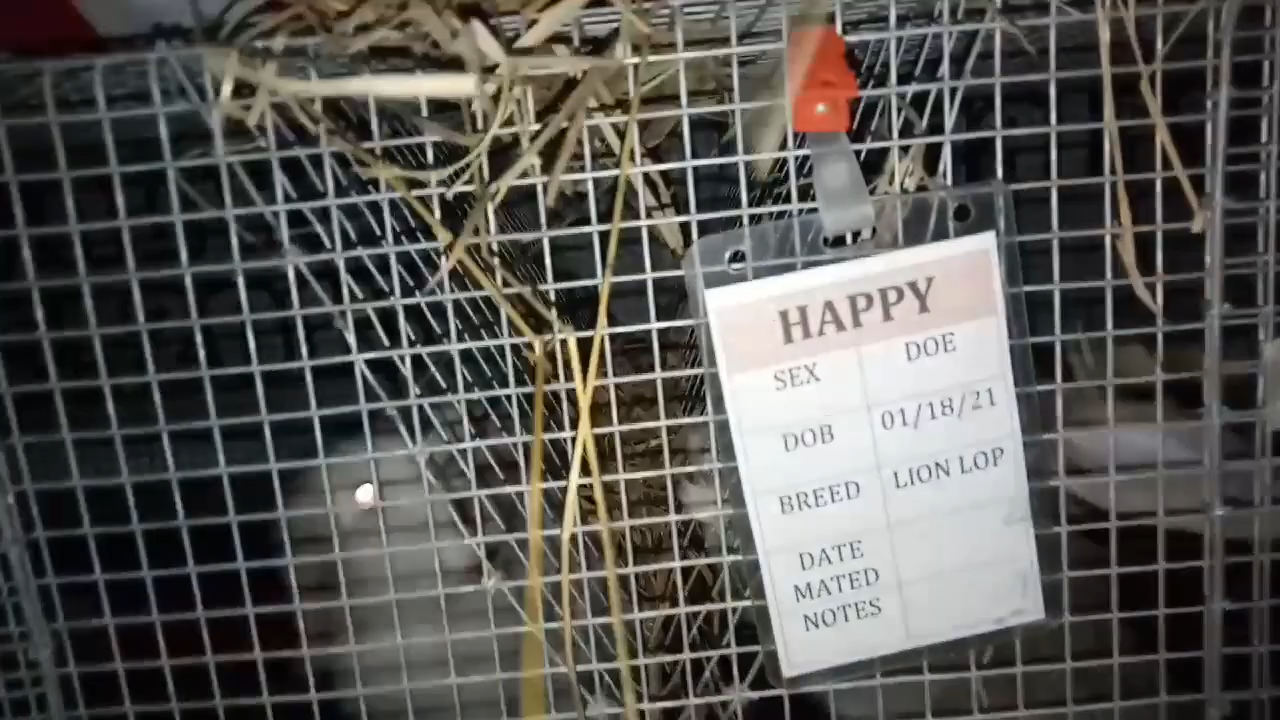 HAPPY
SEX DOE
DOB 01/18/21
BREED LION LOP
DATE
MATED
NOTES